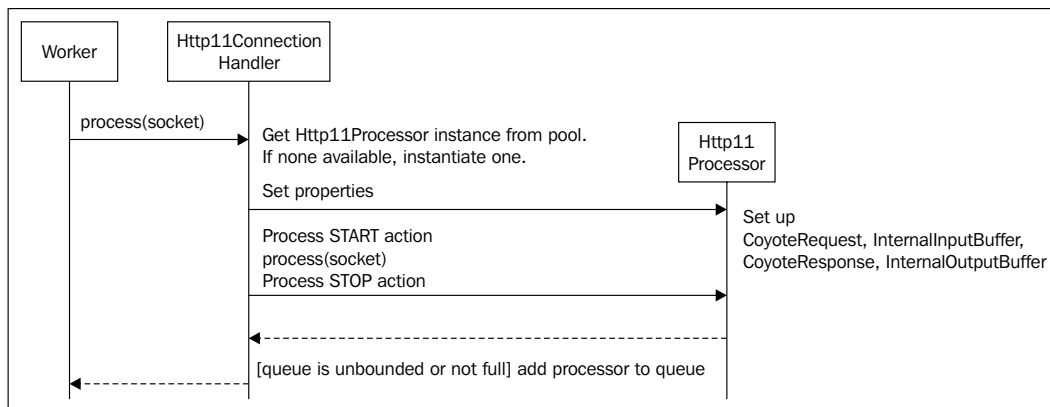 Worker
Http11Connection
Handler
process(socket)
Get Http11Processor instance from pool.
If none available, instantiate one.
Http11
Processor
Set properties
Set up
CoyoteRequest, InternalInputBuffer,
CoyoteResponse, InternalOutputBuffer
Process START action
process(socket)
Process STOP action
[queue is unbounded or not full] add processor to queue